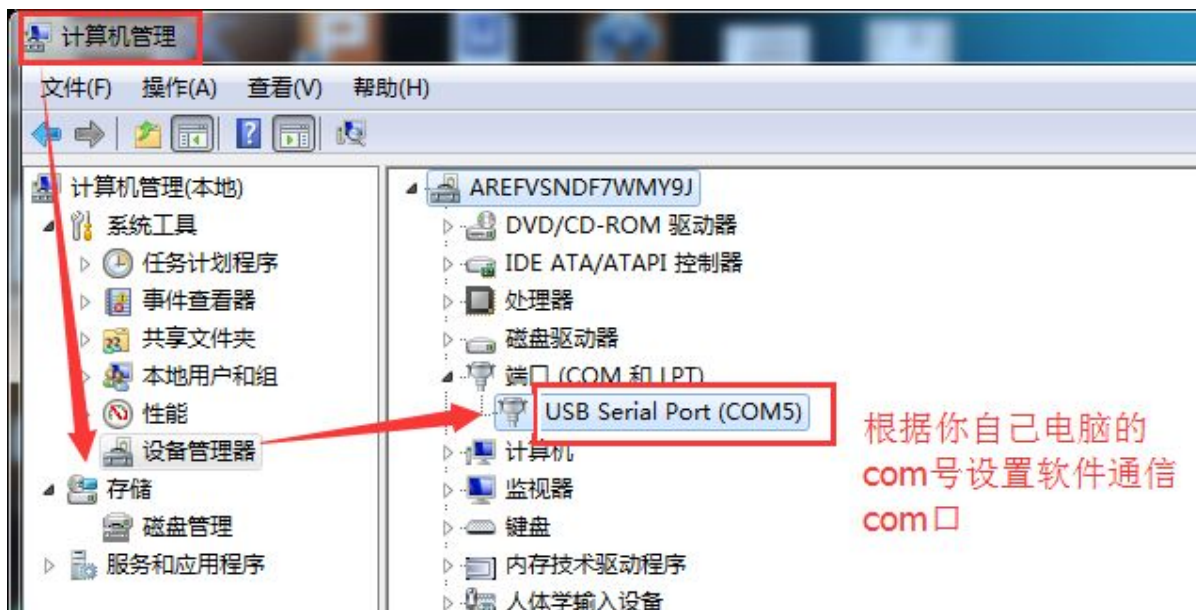 计算机管理
文件(F) 操作(A) 查看(V) 帮助(H)
计算机管理(本地)
系统工具
任务计划程序
事件查看器
共享文件夹
本地用户和组
性能
设备管理器
存储
磁盘管理
服务和应用程序
AREFVSNDF7WMY9J
DVD/CD-ROM 驱动器
IDE ATA/ATAPI 控制器
处理器
磁盘驱动器
端口 (COM 和 LPT)
USB Serial Port (COM5)
计算机
监视器
键盘
内存技术驱动程序
人体学输入设备
根据你自己电脑的
com号设置软件通信
com口